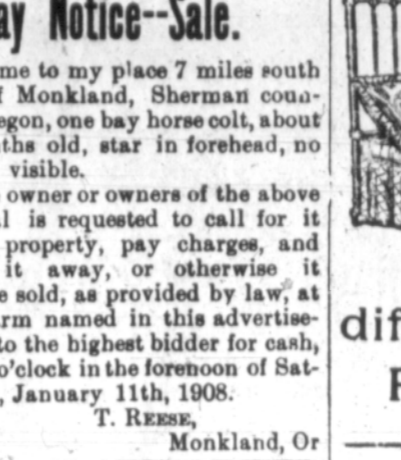 Notice--Sale.
me to my place 7 miles south
Monkland, Sherman coun-
egon, one bay horse colt, about
ths old, star in forehead, no
visible.
owner or owners of the above
l is requested to call for it
property, pay charges, and
it away, or otherwise it
e sold, as provided by law, at
rm named in this advertise-
to the highest bidder for cash,
o'clock in the forenoon of Sat-
, January 11th, 1908.
T. REESE,
Monkland, Or
dif